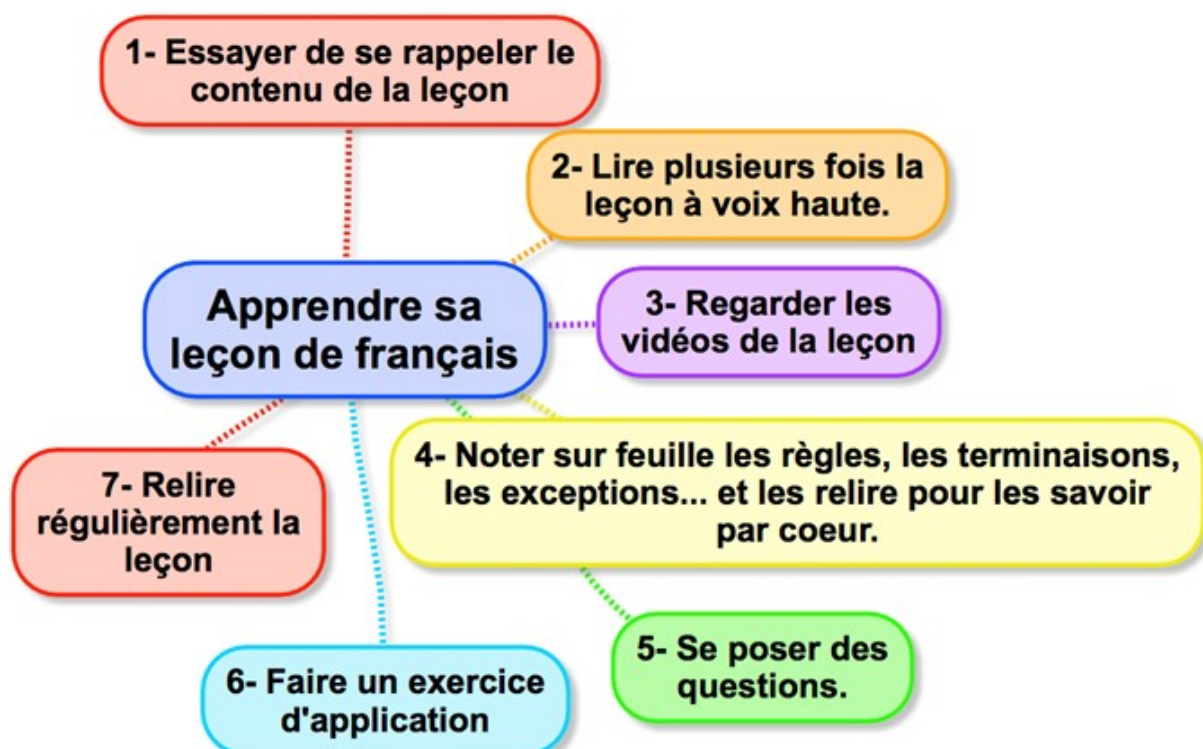 1- Essayer de se rappeler le
contenu de la leçon
2- Lire plusieurs fois la
leçon à voix haute.
Apprendre sa
leçon de français
3- Regarder les
vidéos de la leçon
4- Noter sur feuille les règles, les terminaisons,
les exceptions... et les relire pour les savoir
par coeur.
5- Se poser des
questions.
6- Faire un exercice
d'application
7- Relire
régulièrement la
leçon